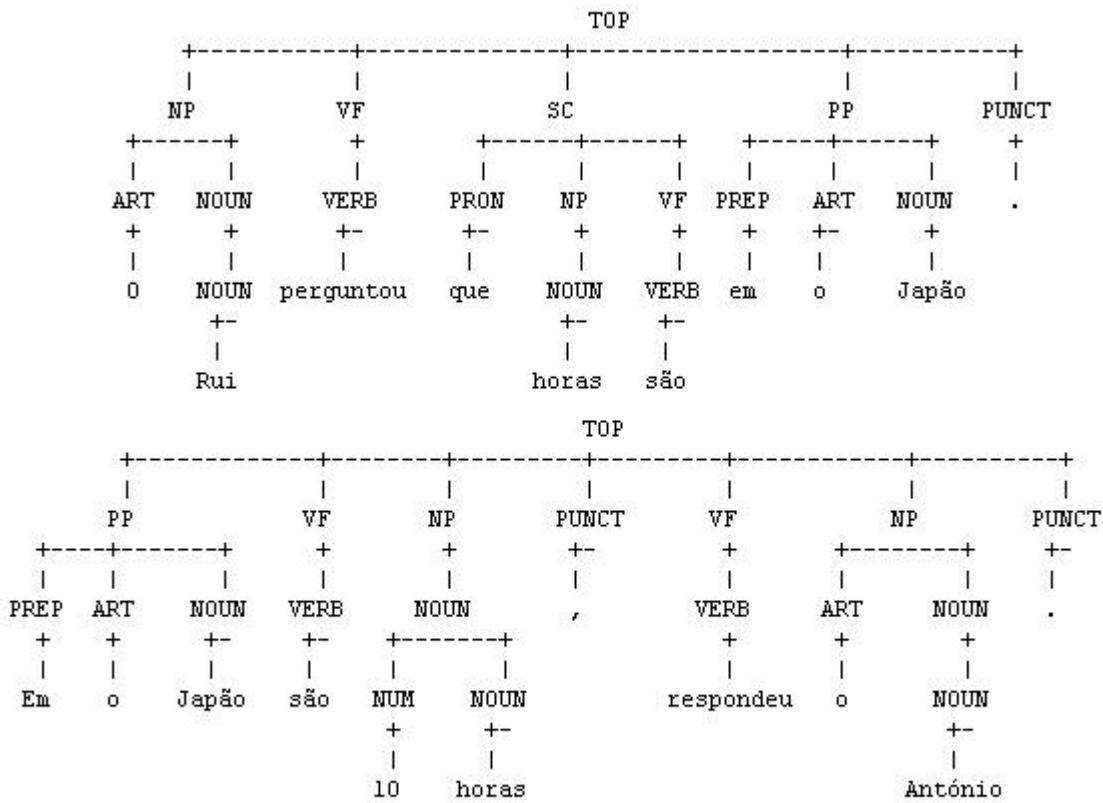 TOP
NP VF SC PP PUNCT
ART NOUN VERB PRON NP VF PREP ART NOUN .
O NOUN perguntou que NOUN VERB em o Japão
Rui horas são
TOP
PP VF NP PUNCT VF NP PUNCT
PREP ART NOUN VERB NOUN , VERB ART NOUN .
Em o Japão são NUM NOUN respondeu o NOUN
10 horas António